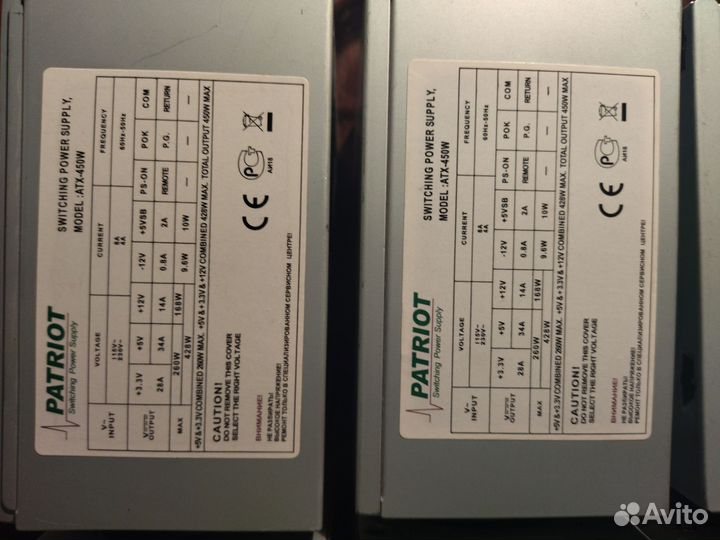 PATRIOT
Switching Power Supply
SWITCHING POWER SUPPLY,
MODEL :ATX-450W
V~ INPUT VOLTAGE CURRENT FREQUENCY
115V~ 8A 60Hz-50Hz
230V~ 4A
OUTPUT +3.3V +5V +12V -12V +5VSB PS-ON POK COM
28A 34A 14A 0.8A 2A REMOTE P.G. RETURN
MAX 260W 168W 9.6W 10W — — —
428W
+5V & +3.3V COMBINED 260W MAX. +5V & +3.3V & +12V COMBINED 428W MAX. TOTAL OUTPUT 450W MAX
CAUTION!
DO NOT REMOVE THIS COVER
SELECT THE RIGHT VOLTAGE
ВНИМАНИЕ!
НЕ РАЗБИРАТЬ!
ВЫСОКОЕ НАПРЯЖЕНИЕ!
РЕМОНТ ТОЛЬКО В СПЕЦИАЛИЗИРОВАННОМ СЕРВИСНОМ ЦЕНТРЕ!
CE
АИ18
PATRIOT
Switching Power Supply
SWITCHING POWER SUPPLY,
MODEL :ATX-450W
V~ INPUT VOLTAGE CURRENT FREQUENCY
115V~ 8A 60Hz-50Hz
230V~ 4A
OUTPUT +3.3V +5V +12V -12V +5VSB PS-ON POK COM
28A 34A 14A 0.8A 2A REMOTE P.G. RETURN
MAX 260W 168W 9.6W 10W — — —
428W
+5V & +3.3V COMBINED 260W MAX. +5V & +3.3V & +12V COMBINED 428W MAX. TOTAL OUTPUT 450W MAX
CAUTION!
DO NOT REMOVE THIS COVER
SELECT THE RIGHT VOLTAGE
ВНИМАНИЕ!
НЕ РАЗБИРАТЬ!
ВЫСОКОЕ НАПРЯЖЕНИЕ!
РЕМОНТ ТОЛЬКО В СПЕЦИАЛИЗИРОВАННОМ СЕРВИСНОМ ЦЕНТРЕ!
CE
АИ18
Avito